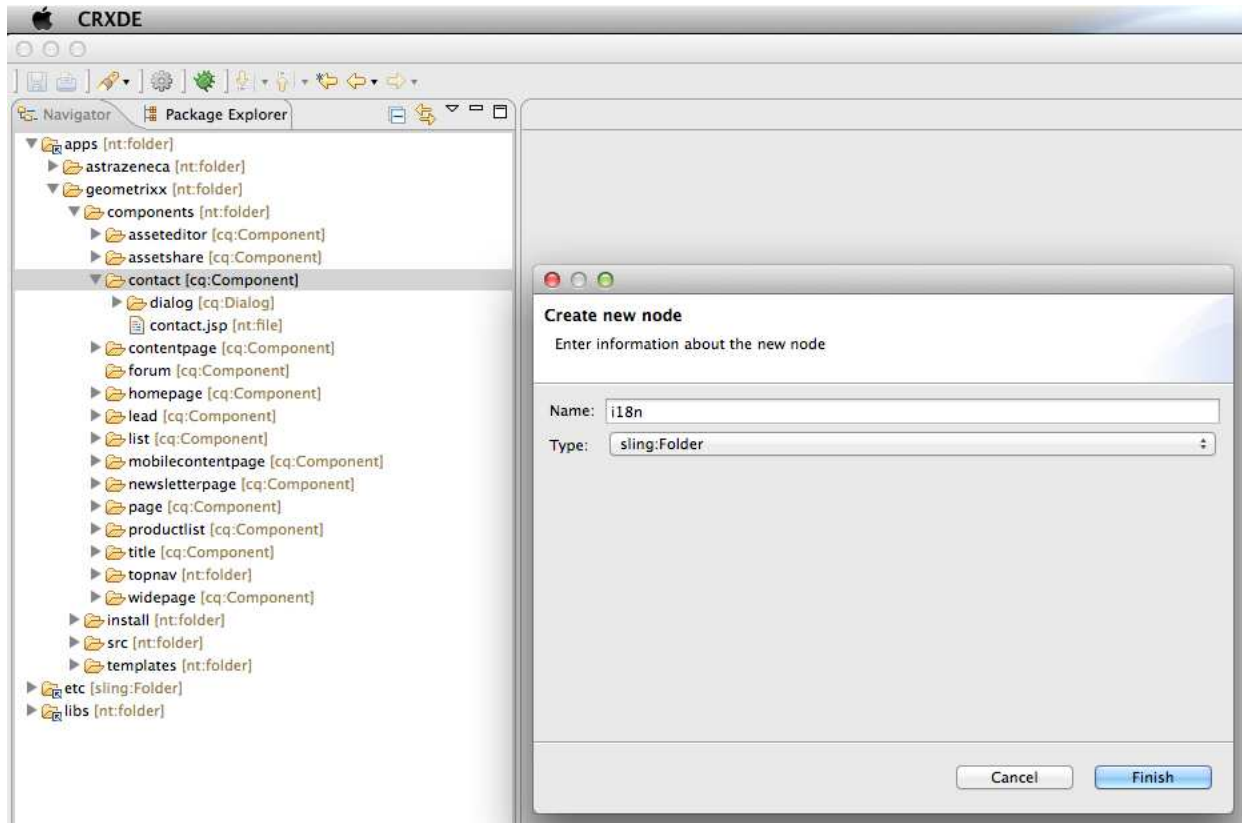 CRXDE
Navigator Package Explorer
apps [nt:folder]
astrazeneca [nt:folder]
geometrixx [nt:folder]
components [nt:folder]
asseteditor [cq:Component]
assetshare [cq:Component]
contact [cq:Component]
dialog [cq:Dialog]
contact.jsp [nt:file]
contentpage [cq:Component]
forum [cq:Component]
homepage [cq:Component]
lead [cq:Component]
list [cq:Component]
mobilecontentpage [cq:Component]
newsletterpage [cq:Component]
page [cq:Component]
productlist [cq:Component]
title [cq:Component]
topnav [nt:folder]
widepage [cq:Component]
install [nt:folder]
src [nt:folder]
templates [nt:folder]
etc [sling:Folder]
libs [nt:folder]
Create new node
Enter information about the new node
Name: i18n
Type: sling:Folder
Cancel Finish